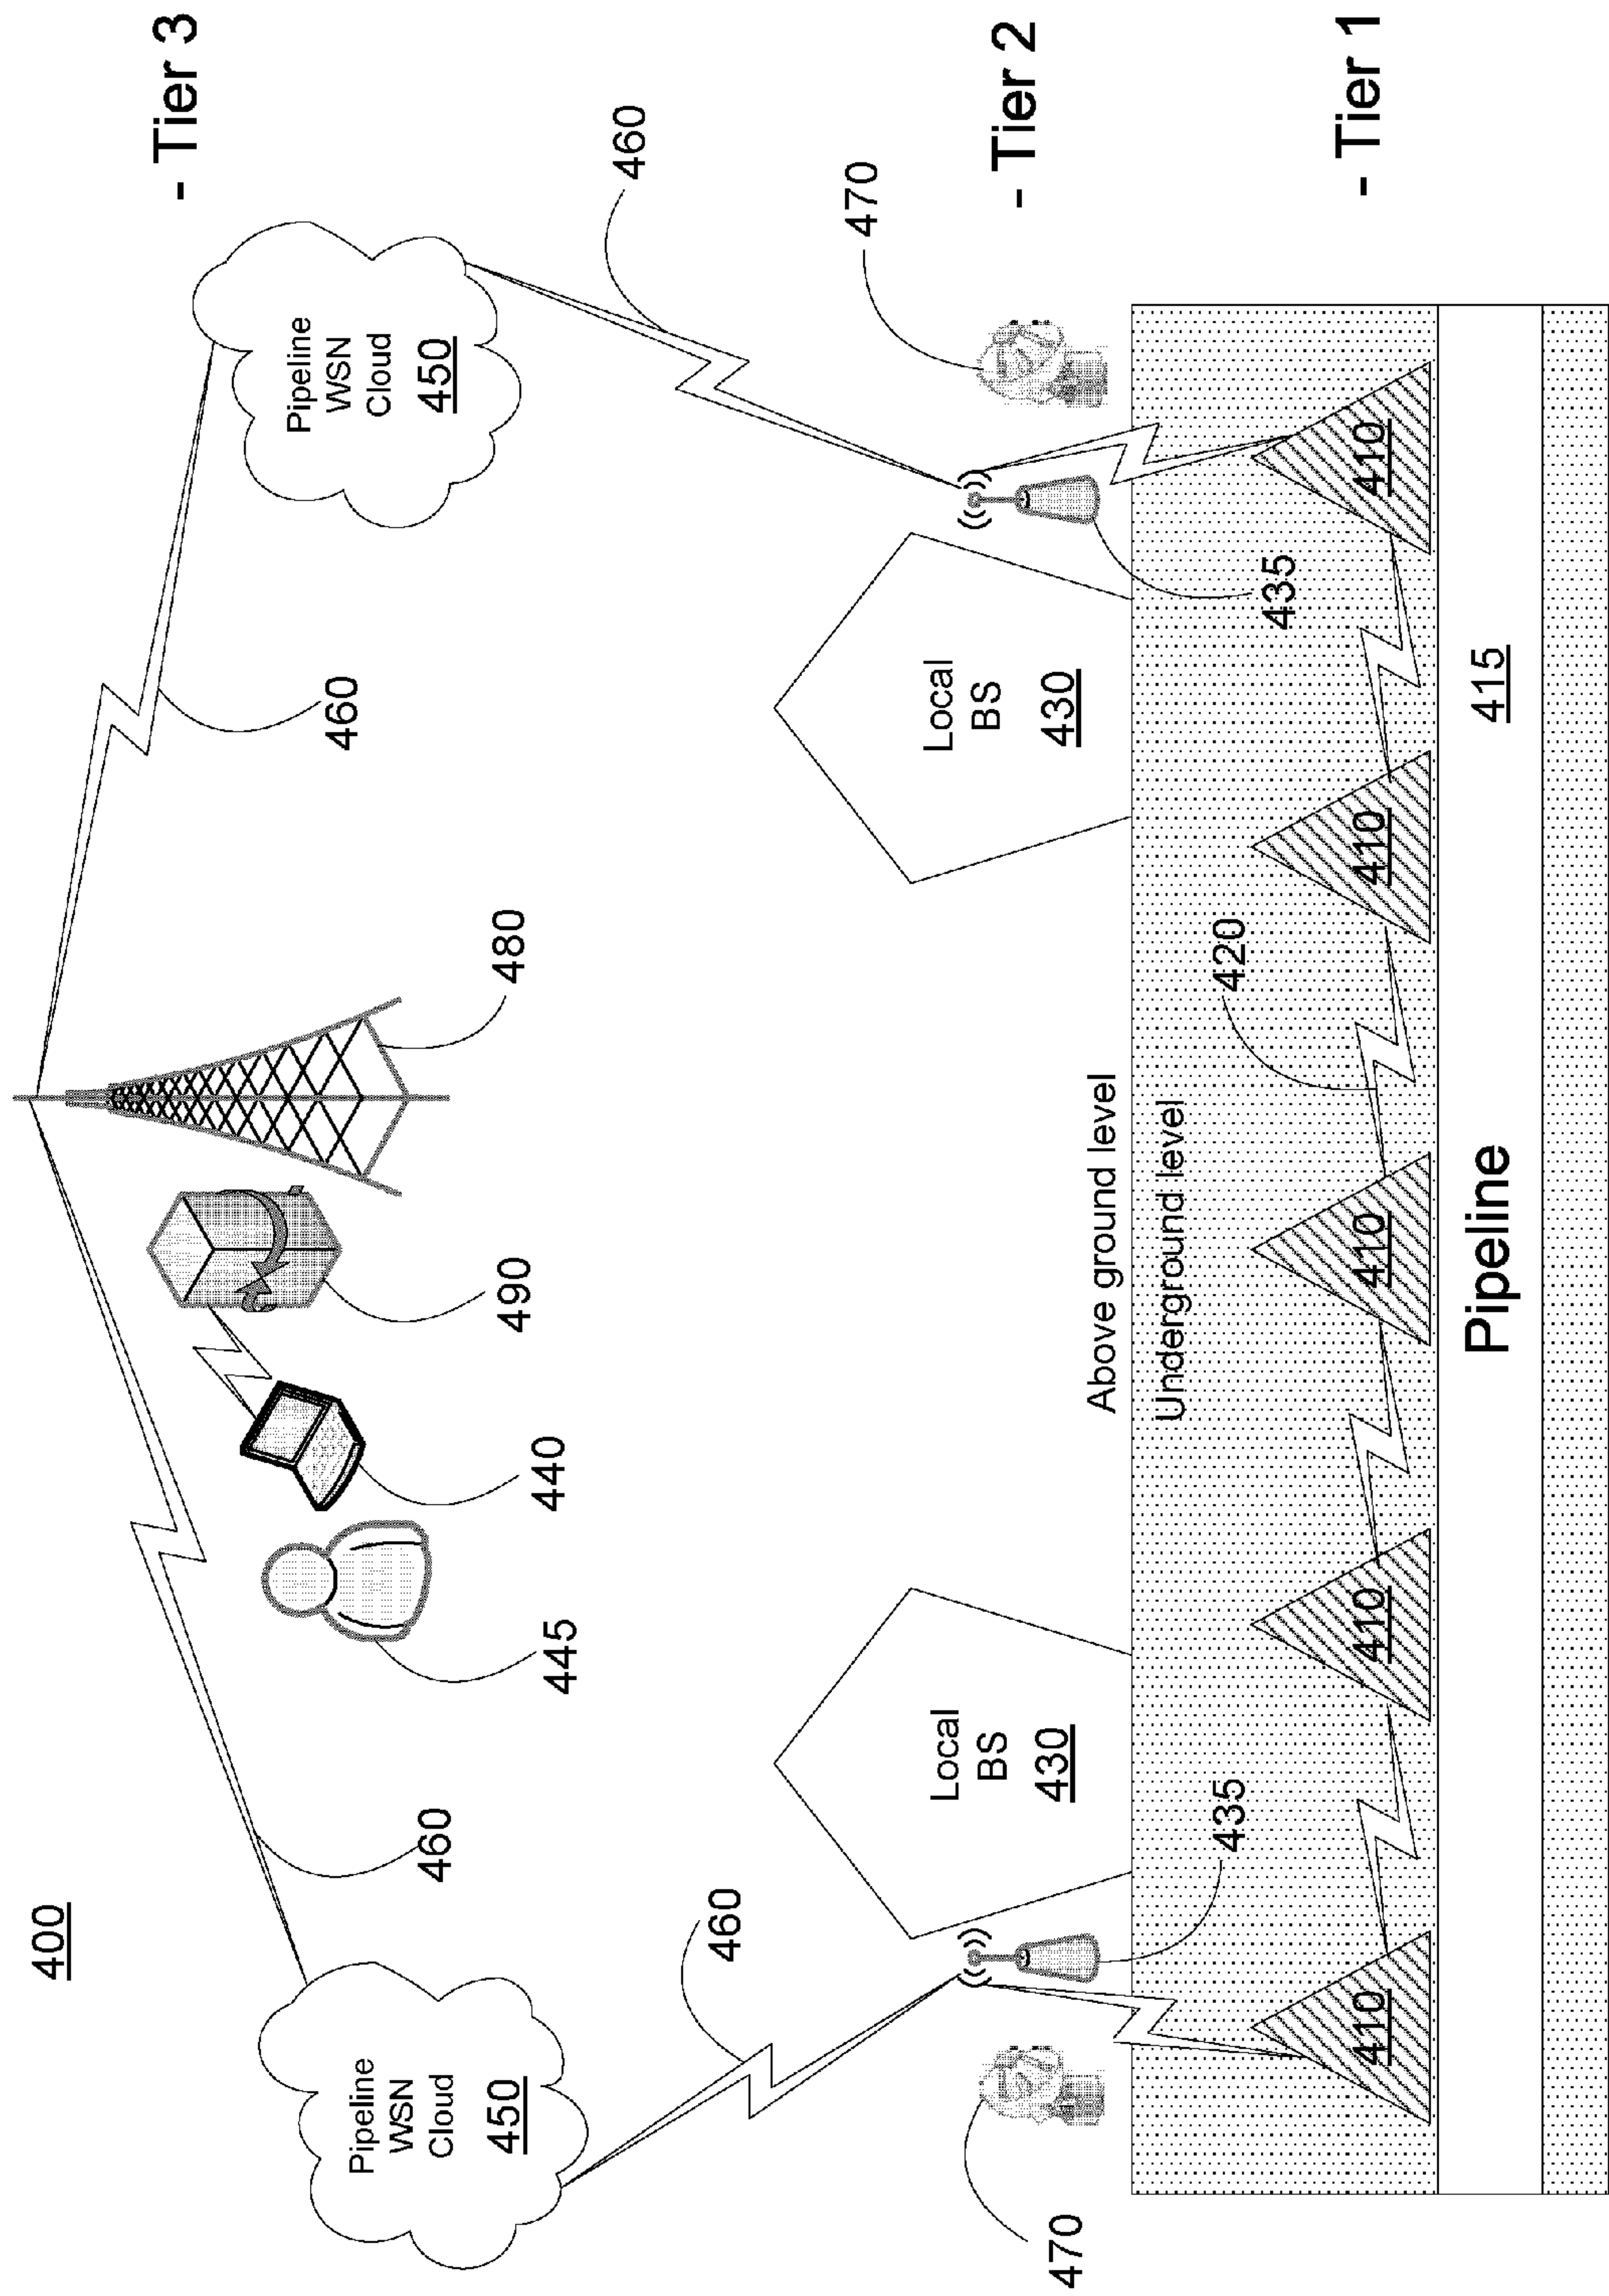 400
- Tier 3
Pipeline
WSN
Cloud
450
Pipeline
WSN
Cloud
450
460
460
445
440
490
480
460
460
470
470
Local
BS
430
Local
BS
430
- Tier 2
Above ground level
Underground level
435
420
435
410
410
410
410
410
- Tier 1
Pipeline
415